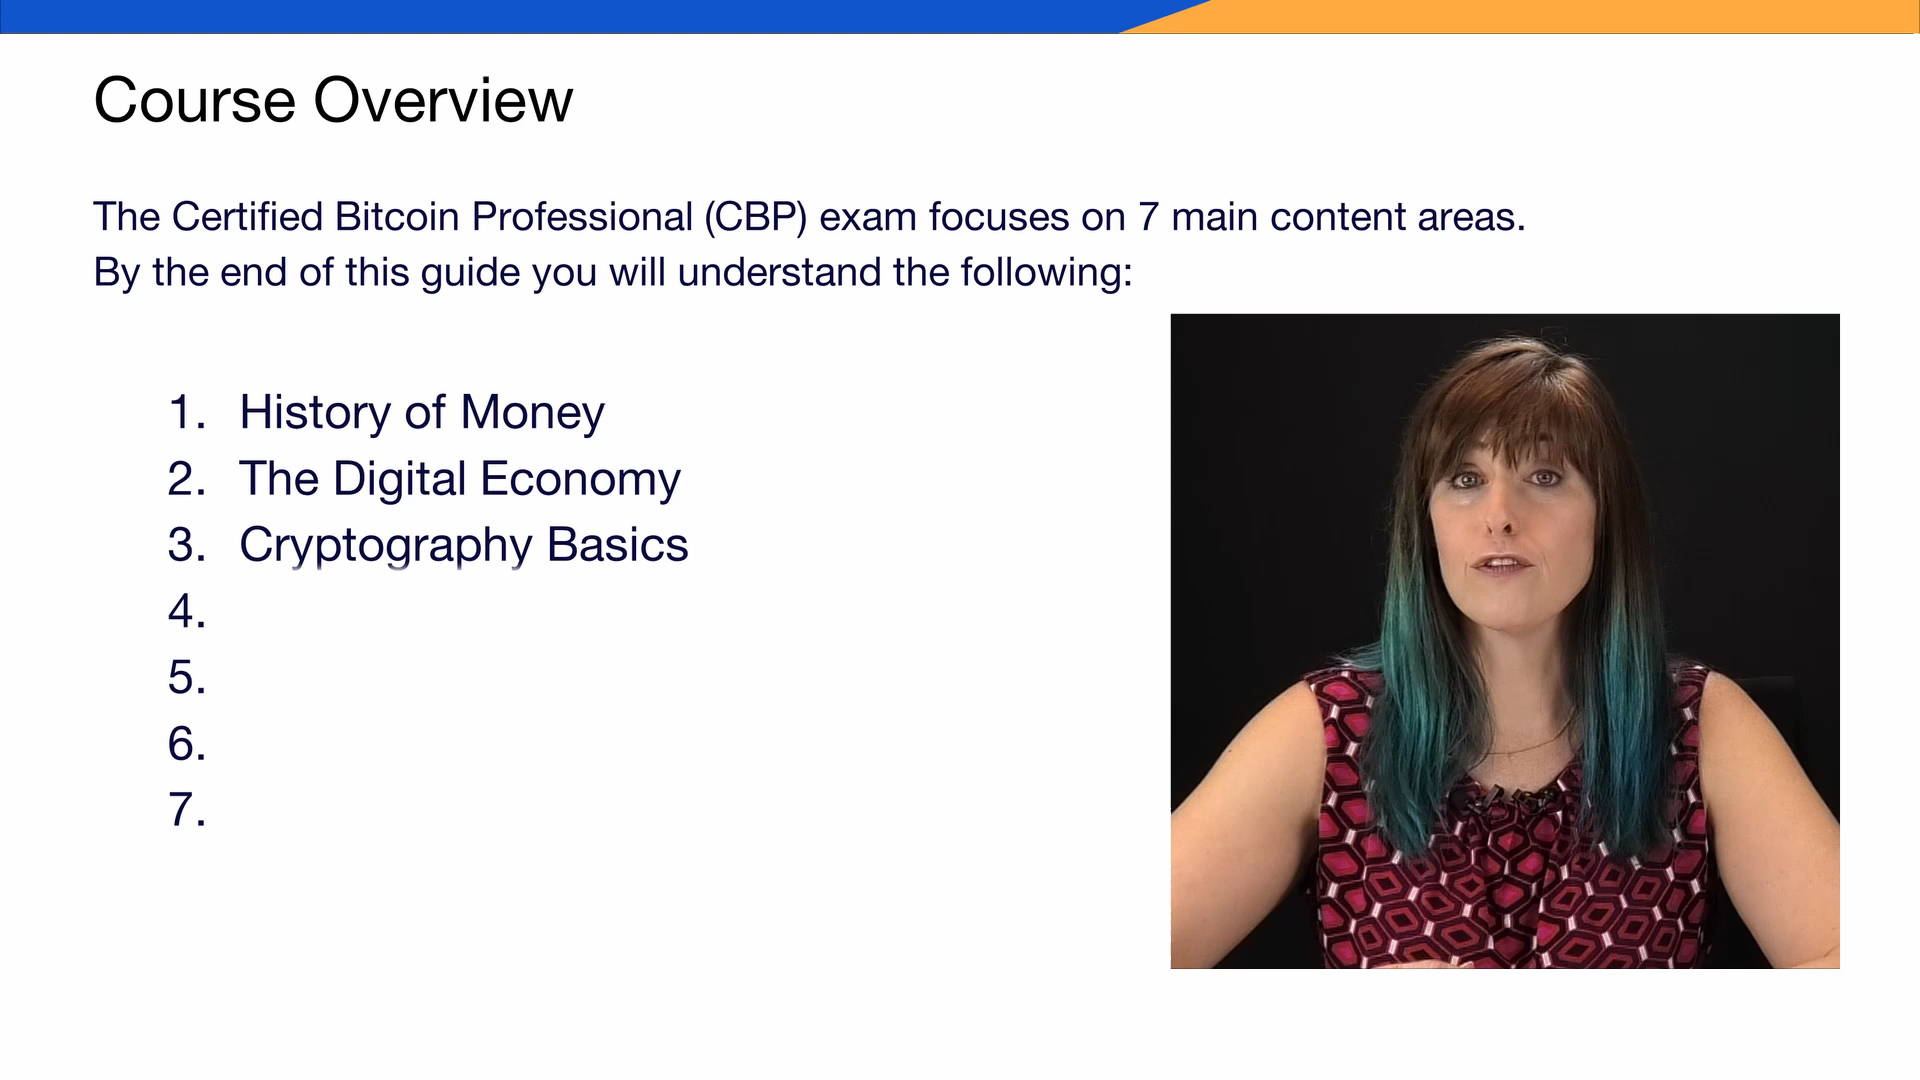 Course Overview
The Certified Bitcoin Professional (CBP) exam focuses on 7 main content areas.
By the end of this guide you will understand the following:
1. History of Money
2. The Digital Economy
3. Cryptography Basics
4.
5.
6.
7.